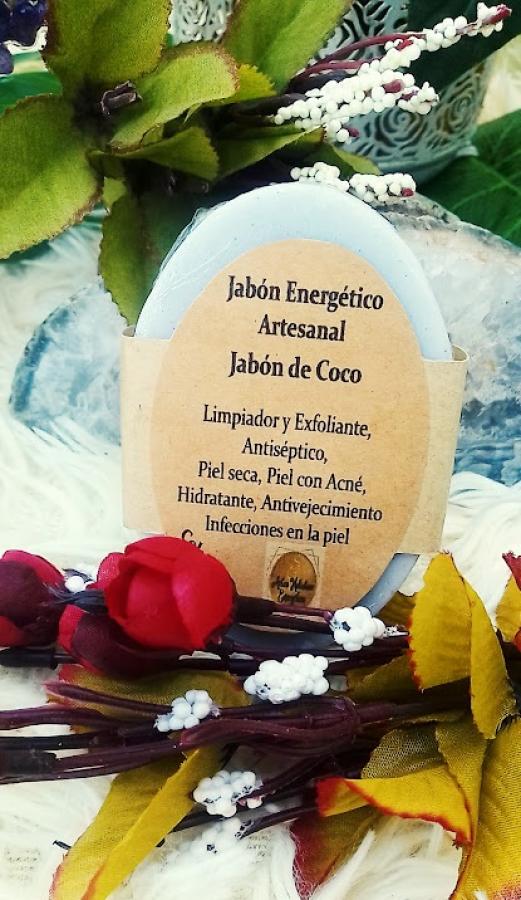 Jabón Energético
Artesanal
Jabón de Coco
Limpiador y Exfoliante,
Antiséptico,
Piel seca, Piel con Acné,
Hidratante, Antivejecimiento
Infecciones en la piel